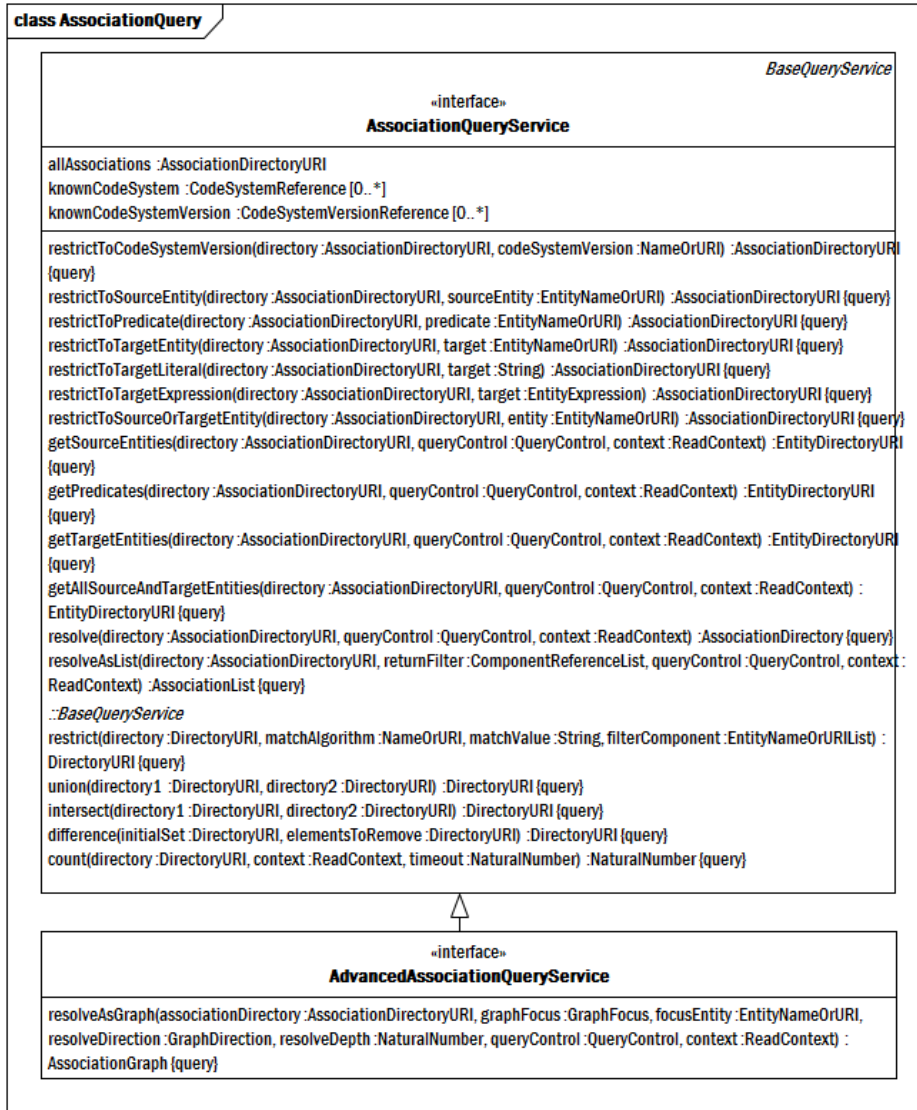 class AssociationQuery
BaseQueryService
«interface»
AssociationQueryService
allAssociations :AssociationDirectoryURI
knownCodeSystem :CodeSystemReference [0..*]
knownCodeSystemVersion :CodeSystemVersionReference [0..*]
restrictToCodeSystemVersion(directory :AssociationDirectoryURI, codeSystemVersion :NameOrURI) :AssociationDirectoryURI
{query}
restrictToSourceEntity(directory :AssociationDirectoryURI, sourceEntity :EntityNameOrURI) :AssociationDirectoryURI {query}
restrictToPredicate(directory :AssociationDirectoryURI, predicate :EntityNameOrURI) :AssociationDirectoryURI {query}
restrictToTargetEntity(directory :AssociationDirectoryURI, target :EntityNameOrURI) :AssociationDirectoryURI {query}
restrictToTargetLiteral(directory :AssociationDirectoryURI, target :String) :AssociationDirectoryURI {query}
restrictToTargetExpression(directory :AssociationDirectoryURI, target :EntityExpression) :AssociationDirectoryURI {query}
restrictToSourceOrTargetEntity(directory :AssociationDirectoryURI, entity :EntityNameOrURI) :AssociationDirectoryURI {query}
getSourceEntities(directory :AssociationDirectoryURI, queryControl :QueryControl, context :ReadContext) :EntityDirectoryURI
{query}
getPredicates(directory :AssociationDirectoryURI, queryControl :QueryControl, context :ReadContext) :EntityDirectoryURI
{query}
getTargetEntities(directory :AssociationDirectoryURI, queryControl :QueryControl, context :ReadContext) :EntityDirectoryURI
{query}
getAllSourceAndTargetEntities(directory :AssociationDirectoryURI, queryControl :QueryControl, context :ReadContext) :
EntityDirectoryURI {query}
resolve(directory :AssociationDirectoryURI, queryControl :QueryControl, context :ReadContext) :AssociationDirectory {query}
resolveAsList(directory :AssociationDirectoryURI, returnFilter :ComponentReferenceList, queryControl :QueryControl, context :
ReadContext) :AssociationList {query}
::BaseQueryService
restrict(directory :DirectoryURI, matchAlgorithm :NameOrURI, matchValue :String, filterComponent :EntityNameOrURIList) :
DirectoryURI {query}
union(directory1 :DirectoryURI, directory2 :DirectoryURI) :DirectoryURI {query}
intersect(directory1 :DirectoryURI, directory2 :DirectoryURI) :DirectoryURI {query}
difference(initialSet :DirectoryURI, elementsToRemove :DirectoryURI) :DirectoryURI {query}
count(directory :DirectoryURI, context :ReadContext, timeout :NaturalNumber) :NaturalNumber {query}
«interface»
AdvancedAssociationQueryService
resolveAsGraph(associationDirectory :AssociationDirectoryURI, graphFocus :GraphFocus, focusEntity :EntityNameOrURI,
resolveDirection :GraphDirection, resolveDepth :NaturalNumber, queryControl :QueryControl, context :ReadContext) :
AssociationGraph {query}